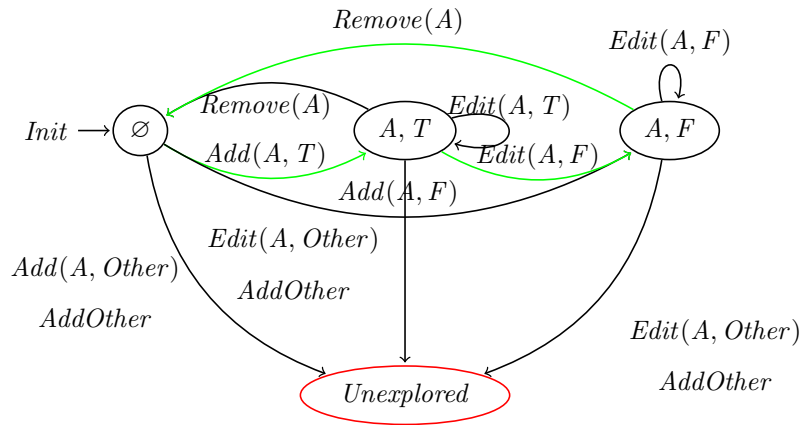 Remove(A)
Edit(A, F)
Remove(A)
Edit(A, T)
Init
∅
A, T
A, F
Add(A, T)
Edit(A, F)
Add(A, F)
Edit(A, Other)
AddOther
Add(A, Other)
AddOther
Edit(A, Other)
AddOther
Unexplored